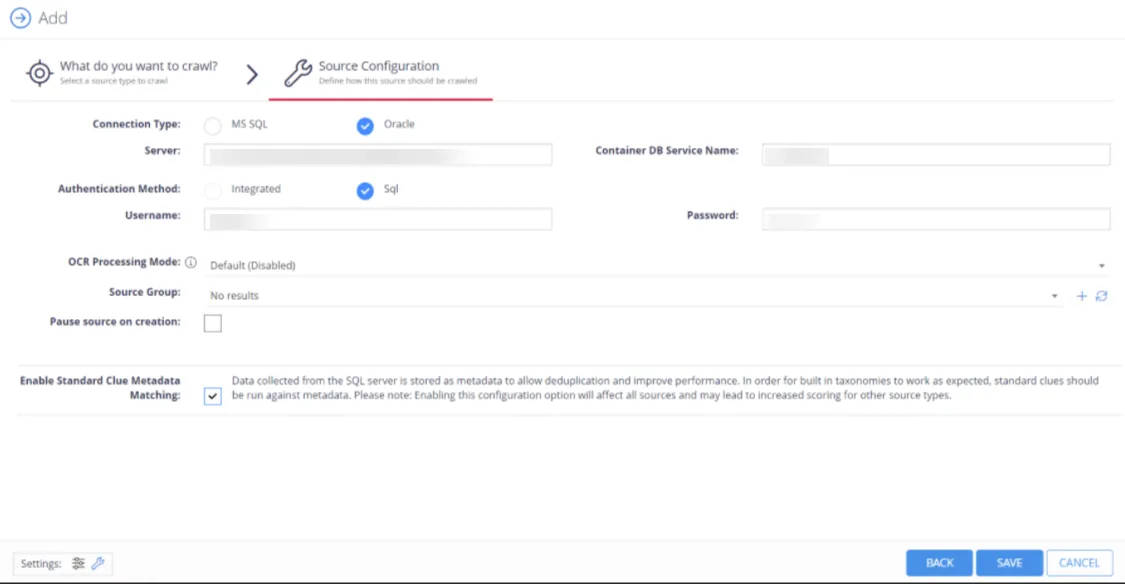 Add
What do you want to crawl?
Select a source type to crawl
Source Configuration
Define how this source should be crawled
Connection Type: MS SQL Oracle
Server: Container DB Service Name:
Authentication Method: Integrated Sql
Username: Password:
OCR Processing Mode: Default (Disabled)
Source Group: No results
Pause source on creation:
Enable Standard Clue Metadata
Matching:
Data collected from the SQL server is stored as metadata to allow deduplication and improve performance. In order for built in taxonomies to work as expected, standard clues should
be run against metadata. Please note: Enabling this configuration option will affect all sources and may lead to increased scoring for other source types.
Settings: BACK SAVE CANCEL